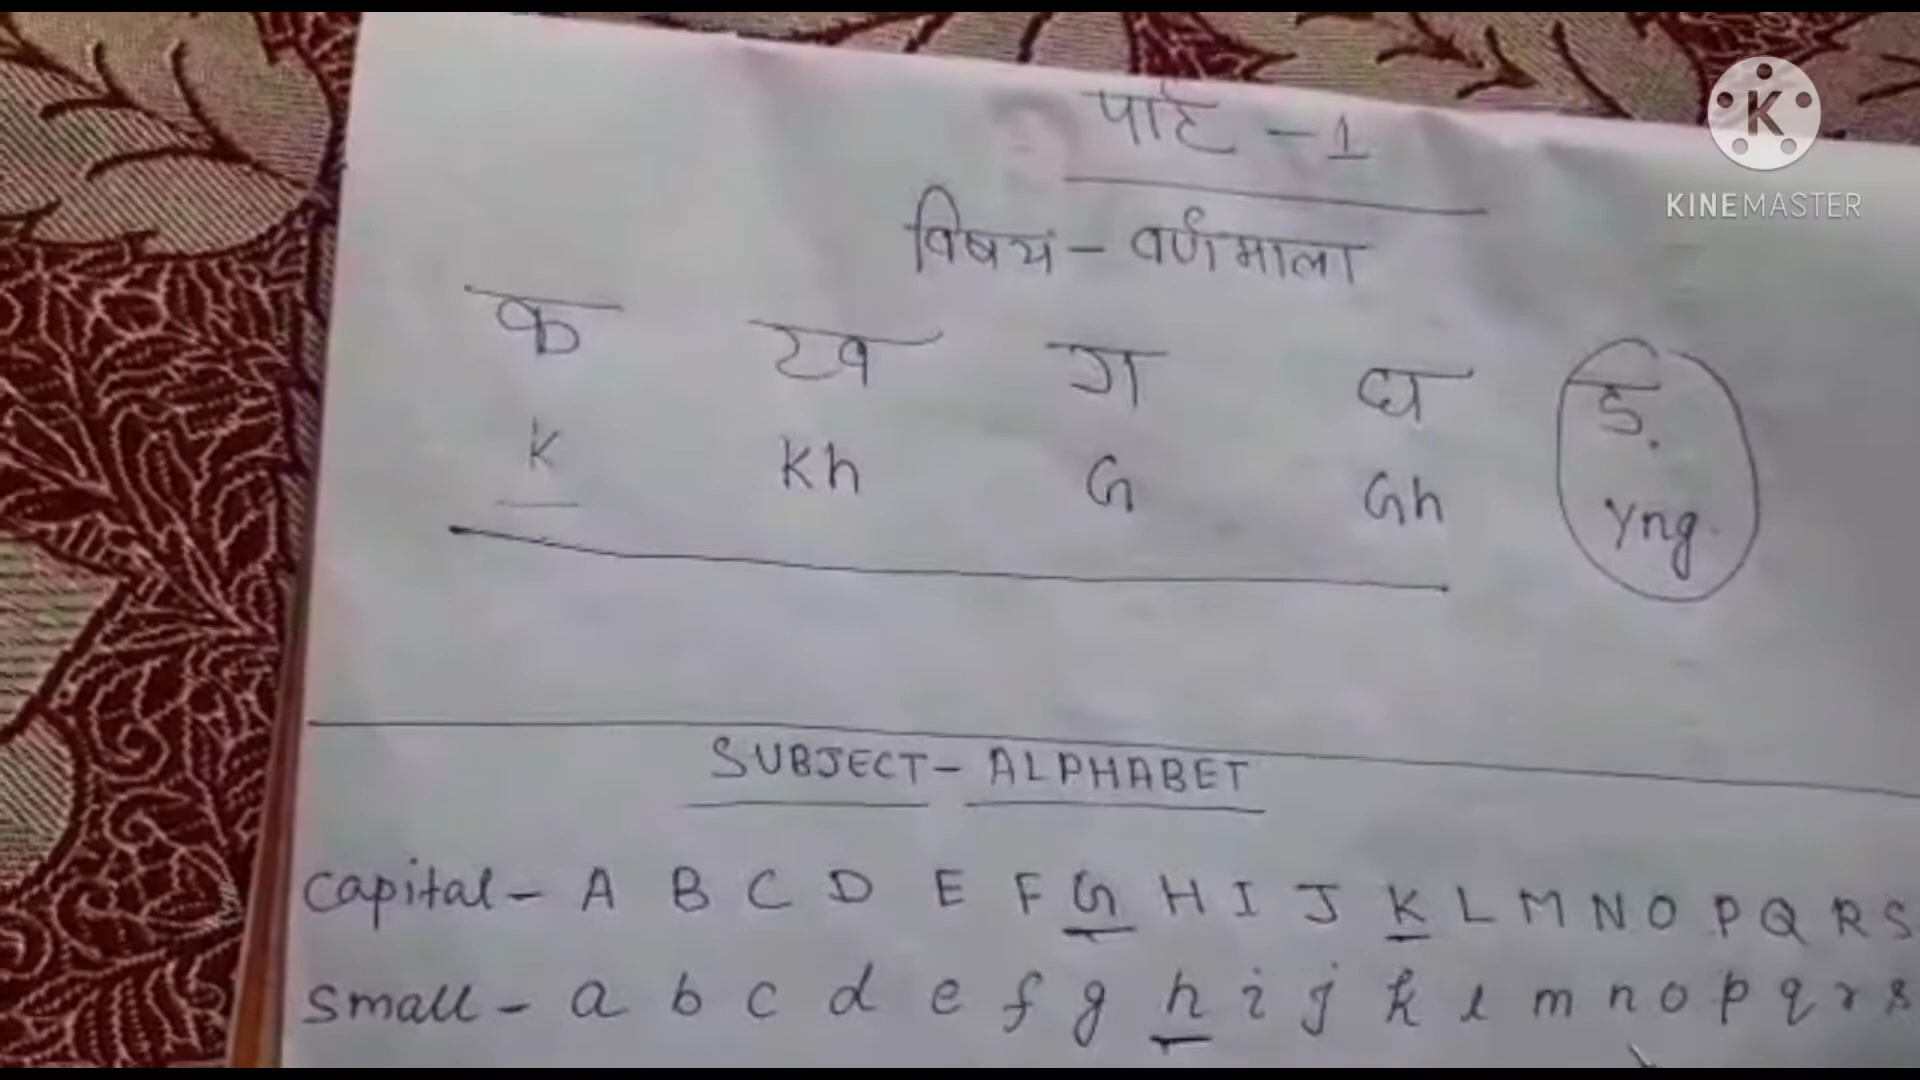 पाठ - 1
विषय - वर्णमाला
क ख ग घ ङ
K Kh G Gh Yng.
SUBJECT - ALPHABET
Capital - A B C D E F G H I J K L M N O P Q R S
Small - a b c d e f g h i j k l m n o p q r s
K
KINEMASTER